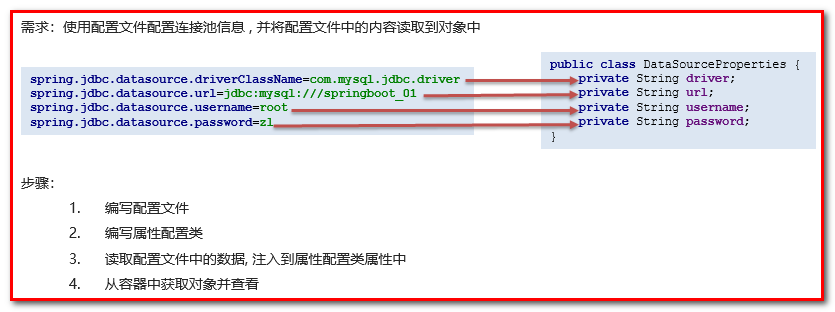 需求：使用配置文件配置连接池信息，并将配置文件中的内容读取到对象中
spring.jdbc.datasource.driverClassName=com.mysql.jdbc.driver
spring.jdbc.datasource.url=jdbc:mysql:///springboot_01
spring.jdbc.datasource.username=root
spring.jdbc.datasource.password=zl
public class DataSourceProperties {
private String driver;
private String url;
private String username;
private String password;
}
步骤：
1. 编写配置文件
2. 编写属性配置类
3. 读取配置文件中的数据, 注入到属性配置类属性中
4. 从容器中获取对象并查看